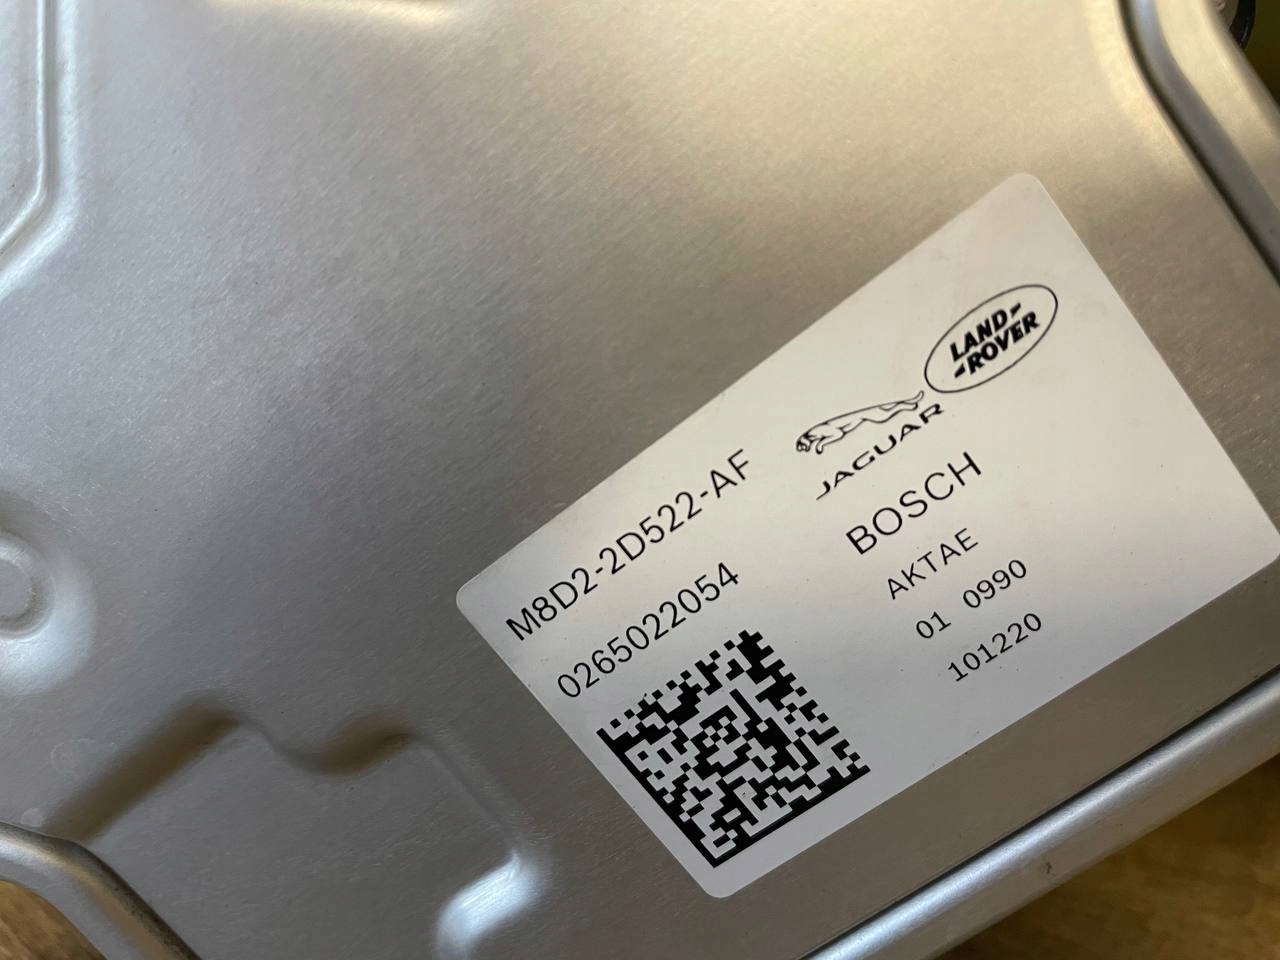 LAND
ROVER
JAGUAR
M8D2-2D522-AF
BOSCH
0265022054
AKTAE
01 0990
101220